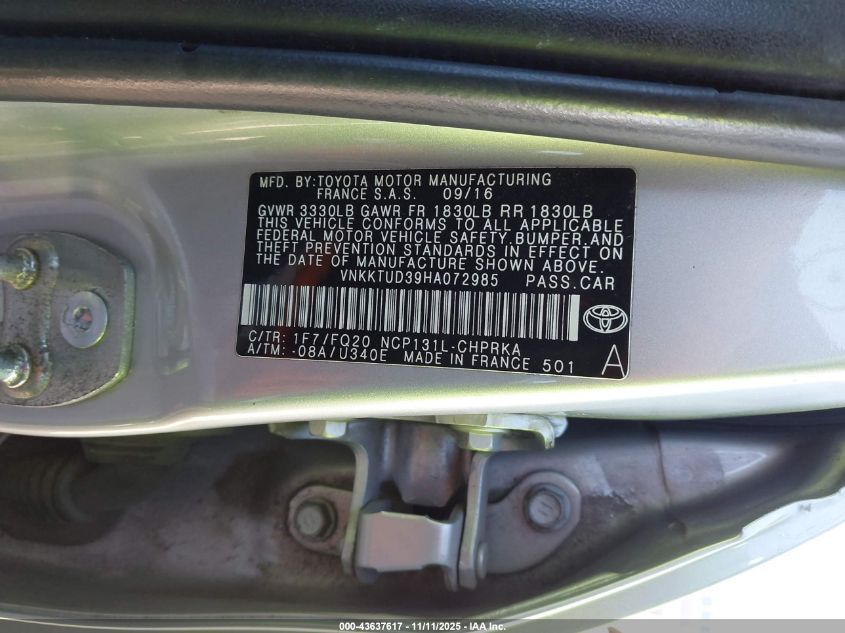 MFD. BY:TOYOTA MOTOR MANUFACTURING
FRANCE S.A.S. 09/16
GVWR 3330LB GAWR FR 1830LB RR 1830LB
THIS VEHICLE CONFORMS TO ALL APPLICABLE
FEDERAL MOTOR VEHICLE SAFETY,BUMPER,AND
THEFT PREVENTION STANDARDS IN EFFECT ON
THE DATE OF MANUFACTURE SHOWN ABOVE.
VNKKTUD39HA072985 PASS.CAR
C/TR: 1F7/FQ20 NCP131L-CHPRKA
A/TM: -08A/U340E MADE IN FRANCE 501 A
000-43637617 - 11/11/2025 - IAA Inc.